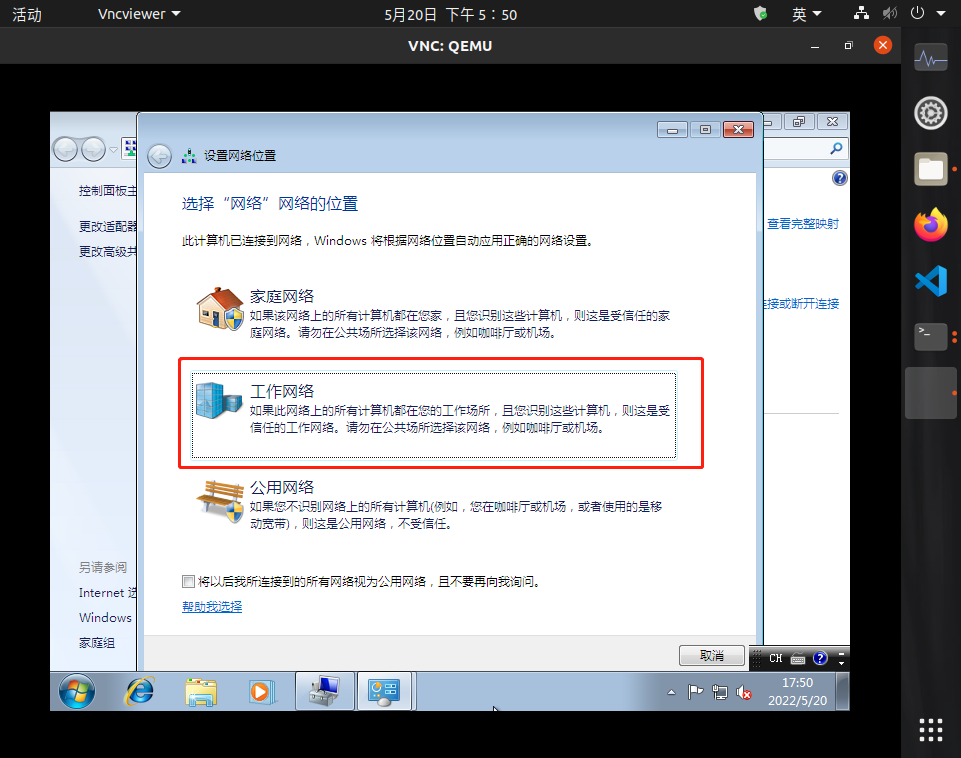 活动
Vncviewer
5月20日 下午 5：50
英
VNC: QEMU
设置网络位置
控制面板主
更改适配器
更改高级共
选择“网络”网络的位置
此计算机已连接到网络，Windows 将根据网络位置自动应用正确的网络设置。
查看完整映射
家庭网络
如果该网络上的所有计算机都在您家，且您识别这些计算机，则这是受信任的家
庭网络。请勿在公共场所选择该网络，例如咖啡厅或机场。
连接或断开连接
工作网络
如果此网络上的所有计算机都在您的工作场所，且您识别这些计算机，则这是受
信任的工作网络。请勿在公共场所选择该网络，例如咖啡厅或机场。
公用网络
如果您不识别网络上的所有计算机(例如，您在咖啡厅或机场，或者使用的是移
动宽带)，则这是公用网络，不受信任。
将以后我所连接到的所有网络视为公用网络，且不要再向我询问。
帮助我选择
另请参阅
Internet 选
Windows
家庭组
取消
CH
17:50
2022/5/20